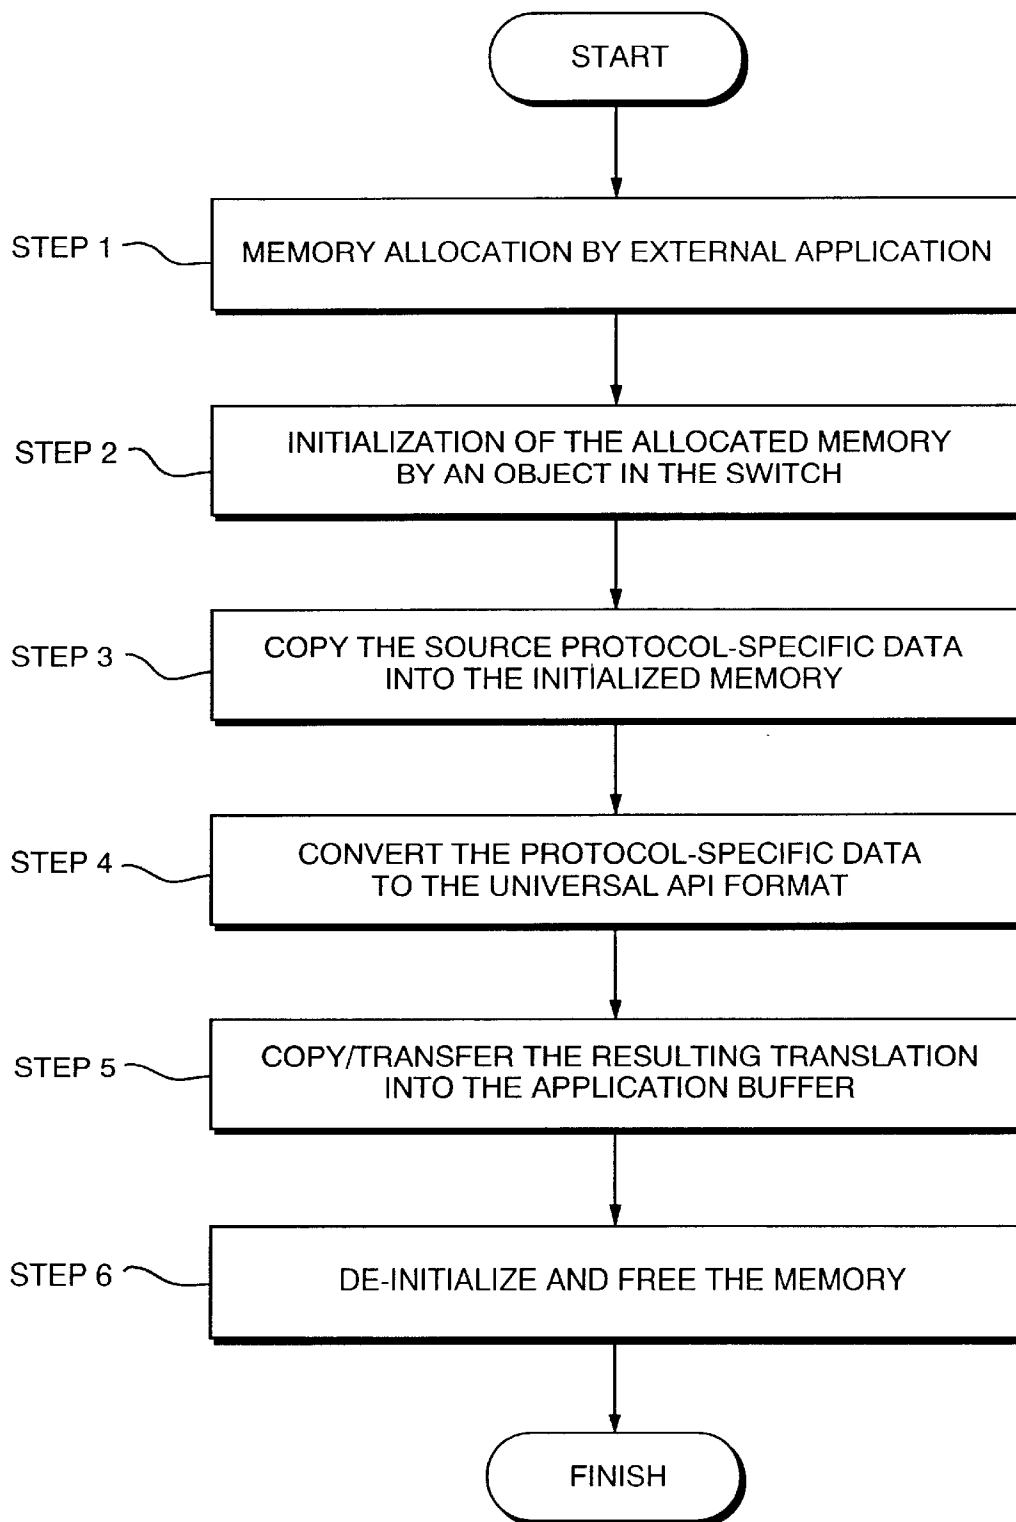 START
STEP 1
MEMORY ALLOCATION BY EXTERNAL APPLICATION
STEP 2
INITIALIZATION OF THE ALLOCATED MEMORY
BY AN OBJECT IN THE SWITCH
STEP 3
COPY THE SOURCE PROTOCOL-SPECIFIC DATA
INTO THE INITIALIZED MEMORY
STEP 4
CONVERT THE PROTOCOL-SPECIFIC DATA
TO THE UNIVERSAL API FORMAT
STEP 5
COPY/TRANSFER THE RESULTING TRANSLATION
INTO THE APPLICATION BUFFER
STEP 6
DE-INITIALIZE AND FREE THE MEMORY
FINISH